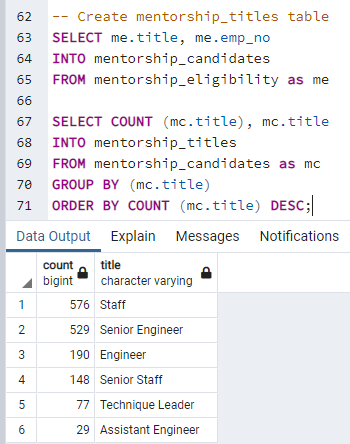 62 -- Create mentorship_titles table
63 SELECT me.title, me.emp_no
64 INTO mentorship_candidates
65 FROM mentorship_eligibility as me
66
67 SELECT COUNT (mc.title), mc.title
68 INTO mentorship_titles
69 FROM mentorship_candidates as mc
70 GROUP BY (mc.title)
71 ORDER BY COUNT (mc.title) DESC;
Data Output Explain Messages Notifications
count title
bigint character varying
1 576 Staff
2 529 Senior Engineer
3 190 Engineer
4 148 Senior Staff
5 77 Technique Leader
6 29 Assistant Engineer